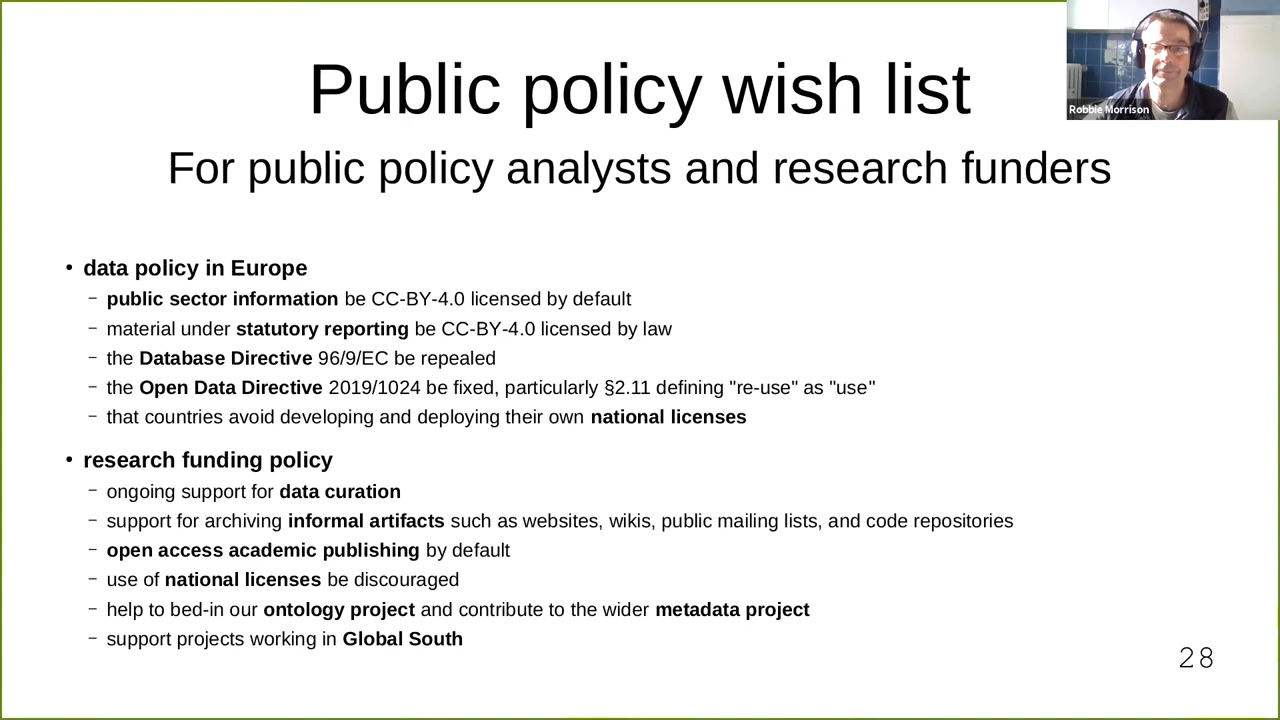 Public policy wish list
Robbie Morrison
For public policy analysts and research funders
• data policy in Europe
– public sector information be CC-BY-4.0 licensed by default
– material under statutory reporting be CC-BY-4.0 licensed by law
– the Database Directive 96/9/EC be repealed
– the Open Data Directive 2019/1024 be fixed, particularly §2.11 defining "re-use" as "use"
– that countries avoid developing and deploying their own national licenses
• research funding policy
– ongoing support for data curation
– support for archiving informal artifacts such as websites, wikis, public mailing lists, and code repositories
– open access academic publishing by default
– use of national licenses be discouraged
– help to bed-in our ontology project and contribute to the wider metadata project
– support projects working in Global South
28